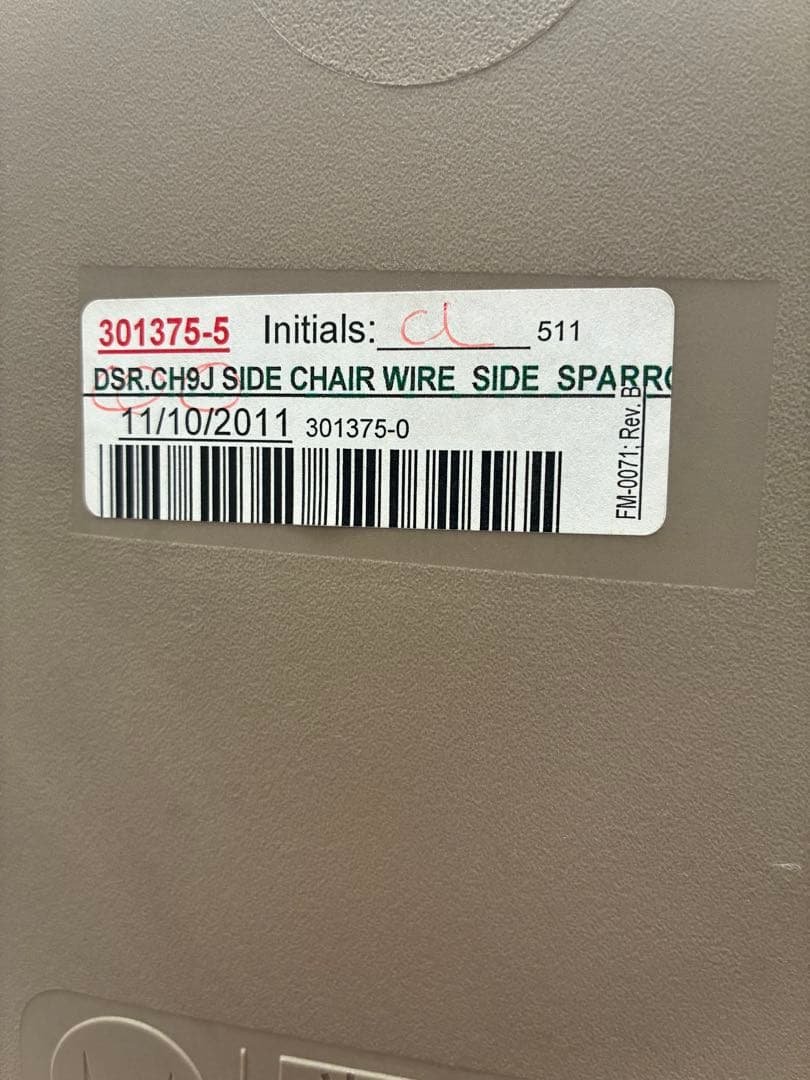 301375-5 Initials: CL 511
DSR.CH9J SIDE CHAIR WIRE SIDE SPARRO
11/10/2011 301375-0
FM-0071; Rev. B